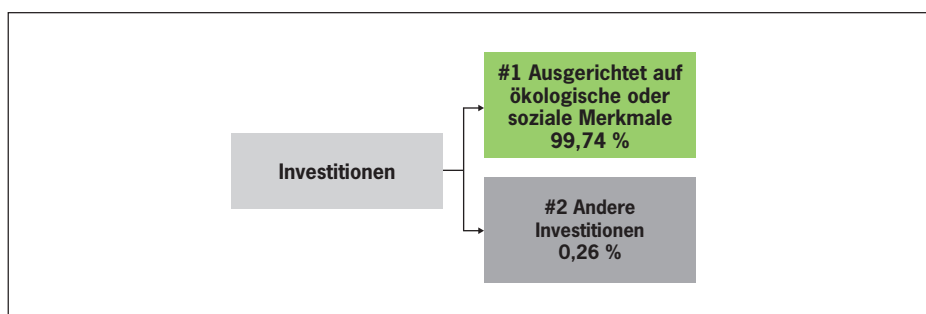 #1 Ausgerichtet auf
ökologische oder
soziale Merkmale
99,74 %
Investitionen
#2 Andere
Investitionen
0,26 %